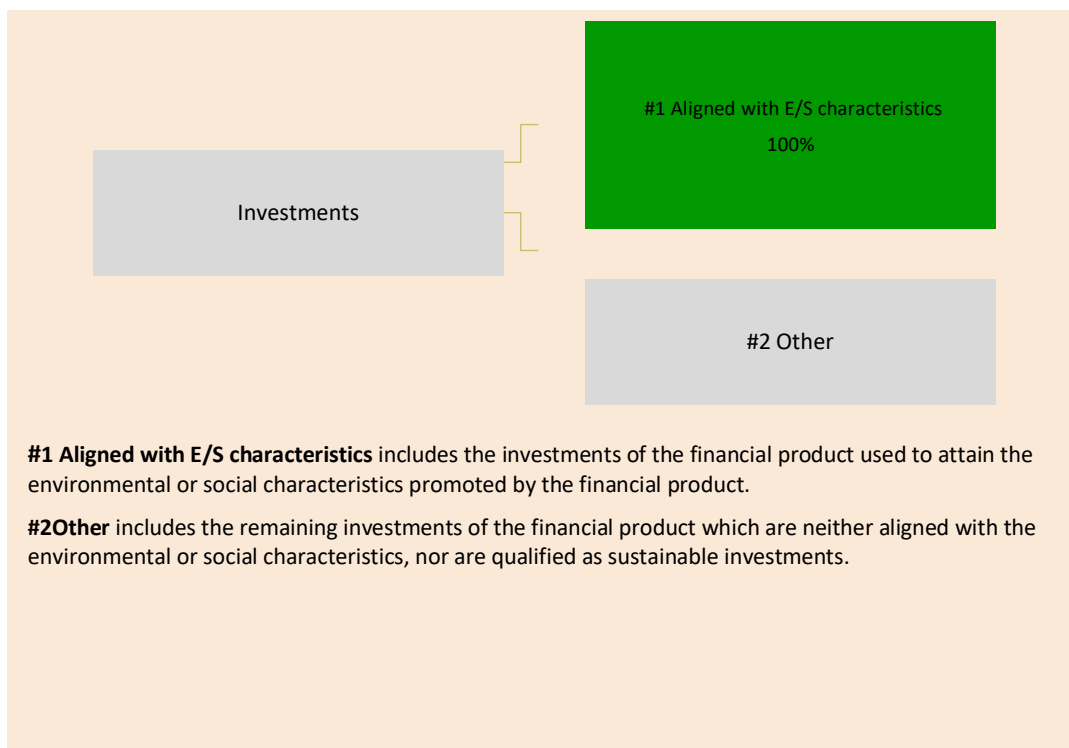 #1 Aligned with E/S characteristics
100%
Investments
#2 Other
#1 Aligned with E/S characteristics includes the investments of the financial product used to attain the
environmental or social characteristics promoted by the financial product.
#2Other includes the remaining investments of the financial product which are neither aligned with the
environmental or social characteristics, nor are qualified as sustainable investments.